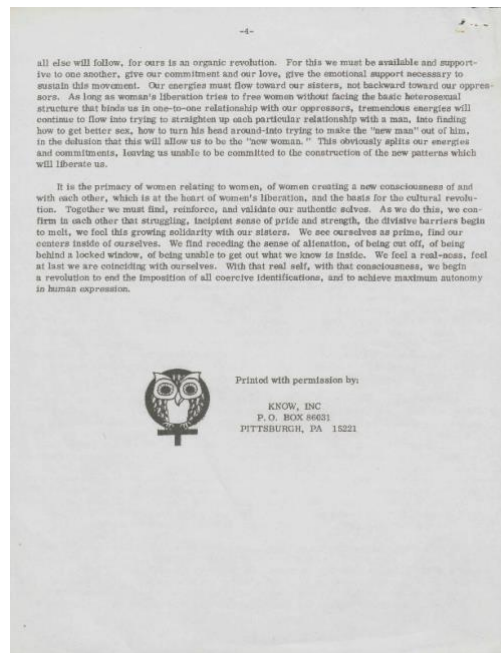 -4-
all else will follow, for ours is an organic revolution. For this we must be available and support-
ive to one another, give our commitment and our love, give the emotional support necessary to
sustain this movement. Our energies must flow toward our sisters, not backward toward our oppres-
sors. As long as woman's liberation tries to free women without facing the basic heterosexual
structure that binds us in one-to-one relationship with our oppressors, tremendous energies will
continue to flow into trying to straighten up each particular relationship with a man, into finding
how to get better sex, how to turn his head around-into trying to make the "new man" out of him,
in the delusion that this will allow us to be the "new woman." This obviously splits our energies
and commitments, leaving us unable to be committed to the construction of the new patterns which
will liberate us.
It is the primacy of women relating to women, of women creating a new consciousness of and
with each other, which is at the heart of women's liberation, and the basis for the cultural revolu-
tion. Together we must find, reinforce, and validate our authentic selves. As we do this, we con-
firm in each other that struggling, incipient sense of pride and strength, the divisive barriers begin
to melt, we feel this growing solidarity with our sisters. We see ourselves as prime, find our
centers inside of ourselves. We find receding the sense of alienation, of being cut off, of being
behind a locked window, of being unable to get out what we know is inside. We feel a real-ness, feel
at last we are coinciding with ourselves. With that real self, with that consciousness, we begin
a revolution to end the imposition of all coercive identifications, and to achieve maximum autonomy
in human expression.
Printed with permission by:
KNOW, INC
P. O. BOX 86031
PITTSBURGH, PA 15221